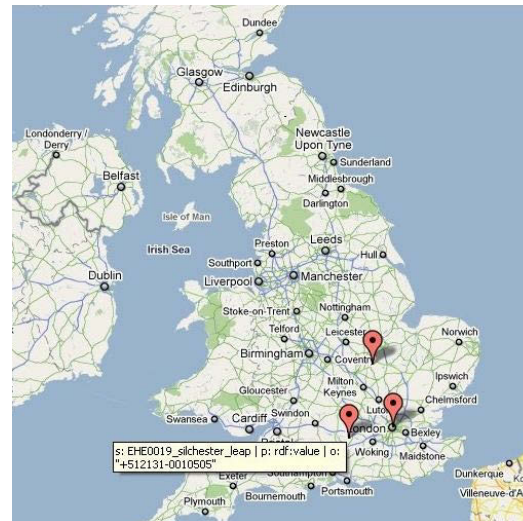 Dundee
Glasgow
Edinburgh
Londonderry /
Derry
Newcastle
Upon Tyne
Sunderland
Belfast
Middlesbrough
Darlington
Isle of Man
Irish Sea
Preston
Leeds
Hull
Southport
Dublin
Liverpool
Manchester
Stoke-on-Trent
Nottingham
Telford
Leicester
Norwich
Birmingham
Coventry
Ipswich
Milton
Keynes
Gloucester
Luton
Chelmsford
Swansea
Cardiff
Swindon
London
Bexley
Woking
Maidstone
s: EHE0019_silchester_leap | p: rdf:value | o:
"+512131-0010505"
Exeter
Bournemouth
Portsmouth
Plymouth
Dunkerque
Villeneuve-d'A